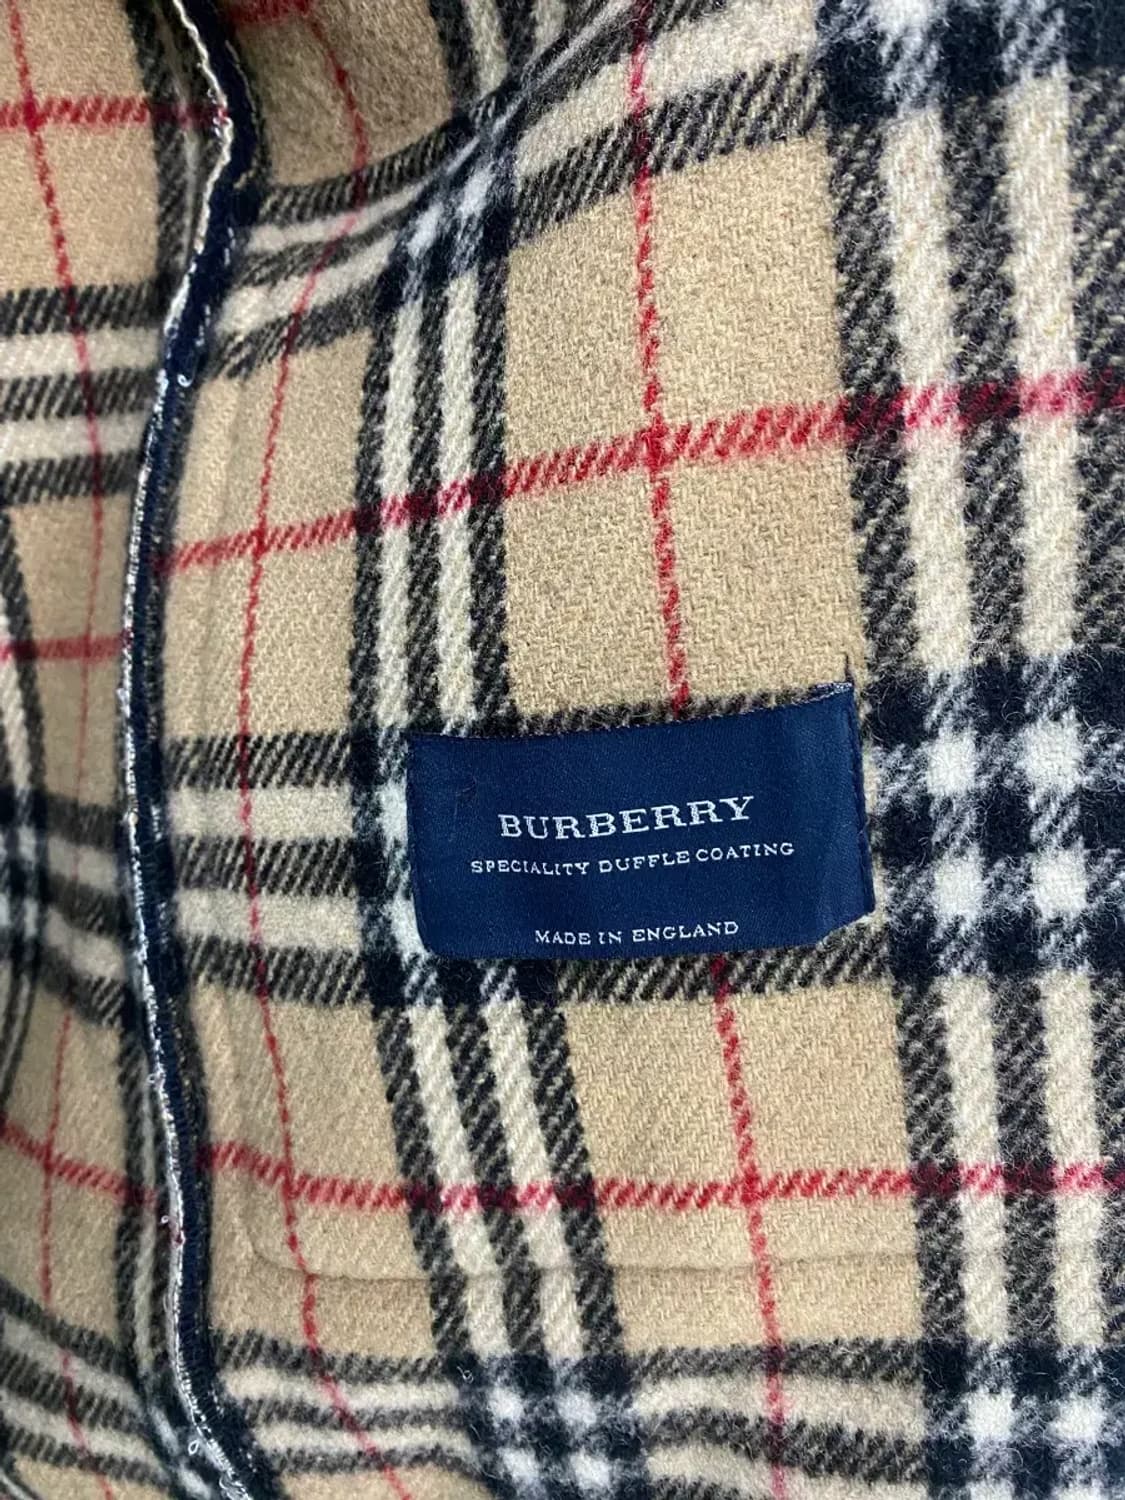 BURBERRY
SPECIALITY DUFFLE COATING
MADE IN ENGLAND